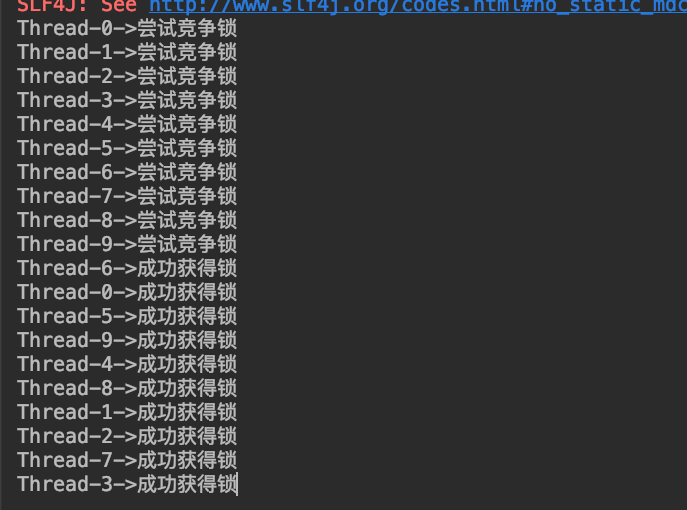 SLF4J: See http://www.slf4j.org/codes.html#no_static_mdc
Thread-0->尝试竞争锁
Thread-1->尝试竞争锁
Thread-2->尝试竞争锁
Thread-3->尝试竞争锁
Thread-4->尝试竞争锁
Thread-5->尝试竞争锁
Thread-6->尝试竞争锁
Thread-7->尝试竞争锁
Thread-8->尝试竞争锁
Thread-9->尝试竞争锁
Thread-6->成功获得锁
Thread-0->成功获得锁
Thread-5->成功获得锁
Thread-9->成功获得锁
Thread-4->成功获得锁
Thread-8->成功获得锁
Thread-1->成功获得锁
Thread-2->成功获得锁
Thread-7->成功获得锁
Thread-3->成功获得锁